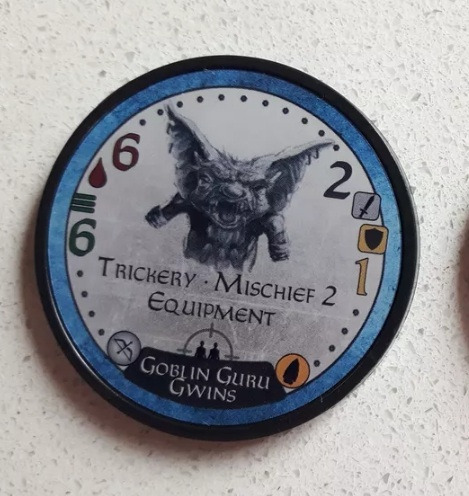 6
2
6
1
Trickery · Mischief 2
Equipment
Goblin Guru
Gwins